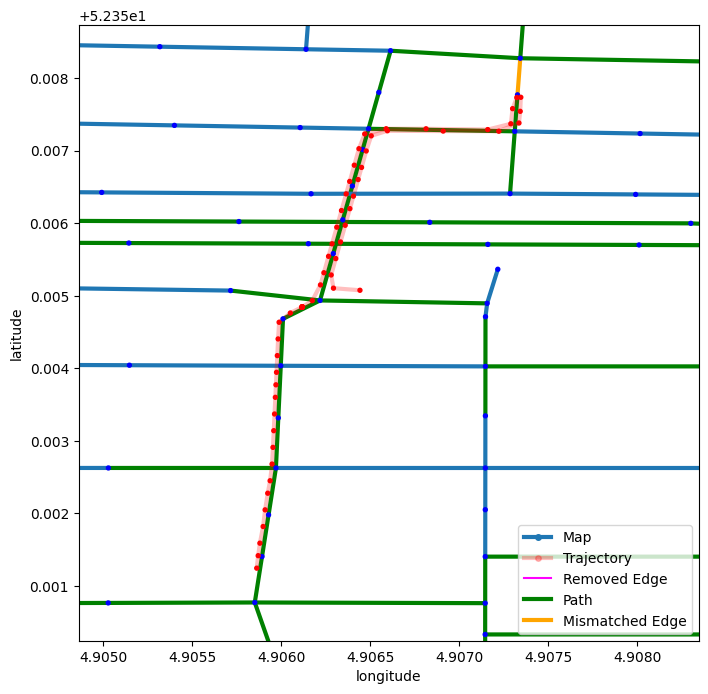 +5.235e1
0.008
0.007
0.006
0.005
0.004
0.003
0.002
0.001
latitude
4.9050 4.9055 4.9060 4.9065 4.9070 4.9075 4.9080
longitude
Map
Trajectory
Removed Edge
Path
Mismatched Edge